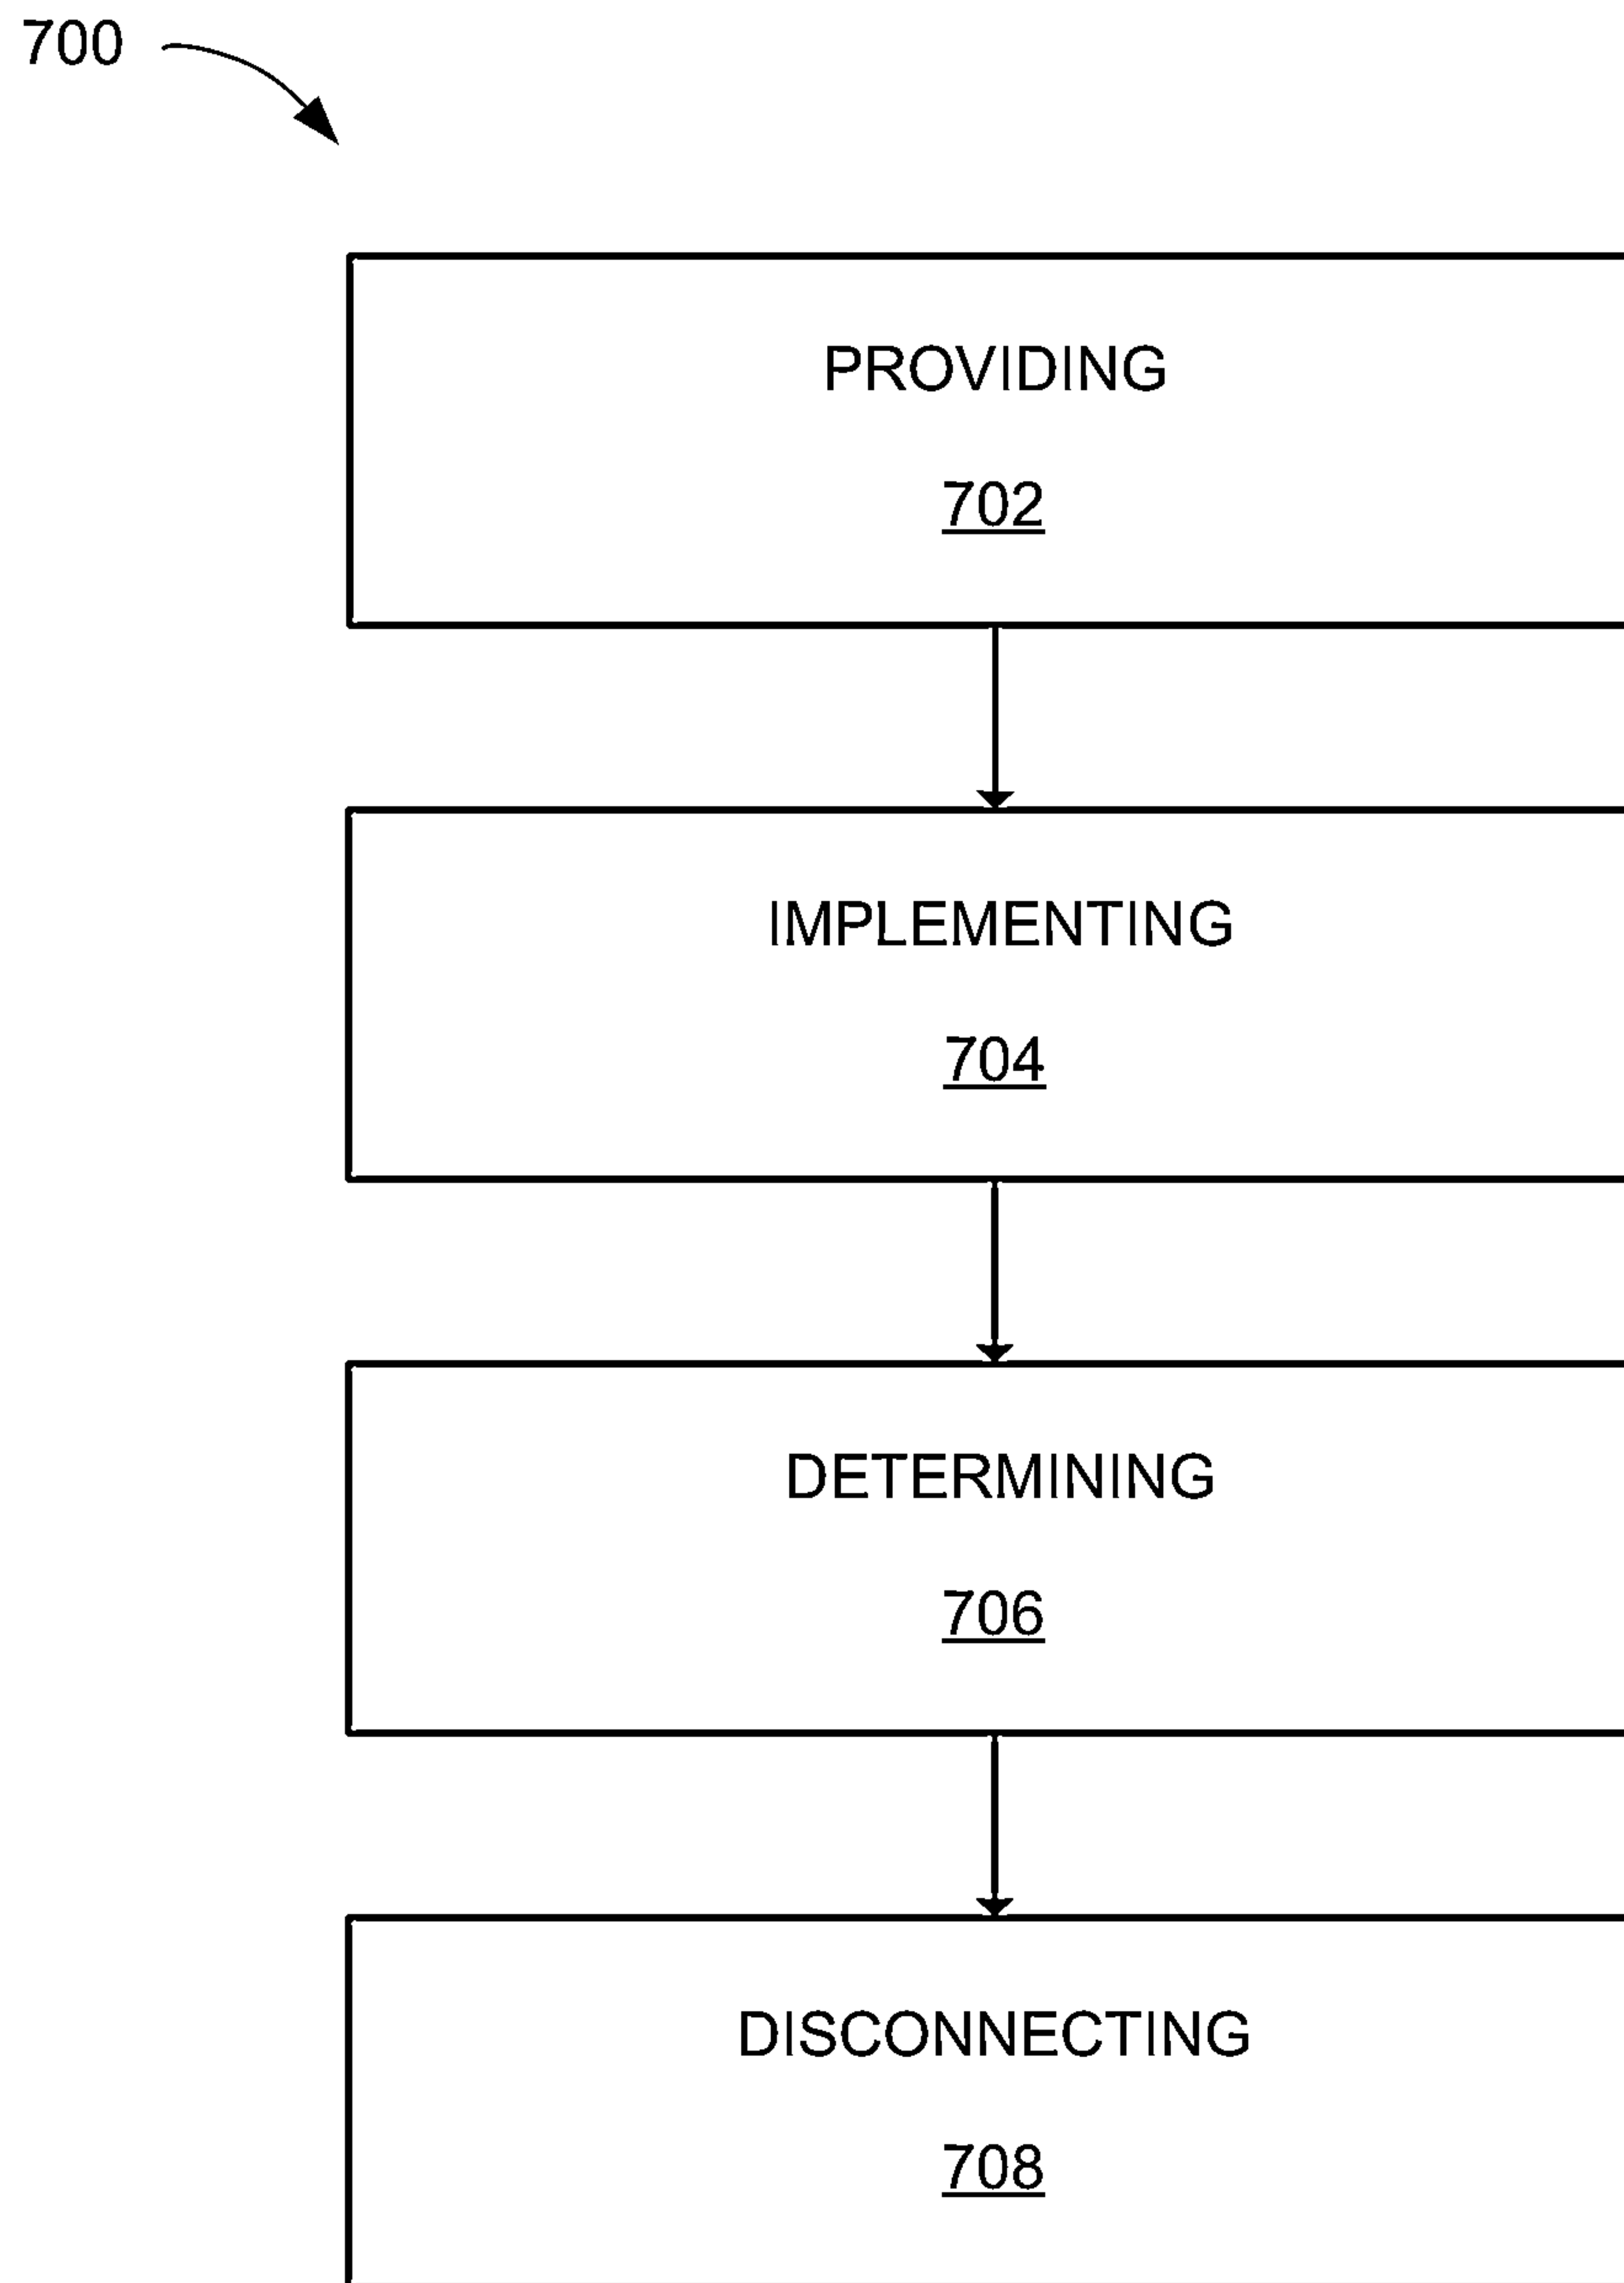 700
PROVIDING
702
IMPLEMENTING
704
DETERMINING
706
DISCONNECTING
708